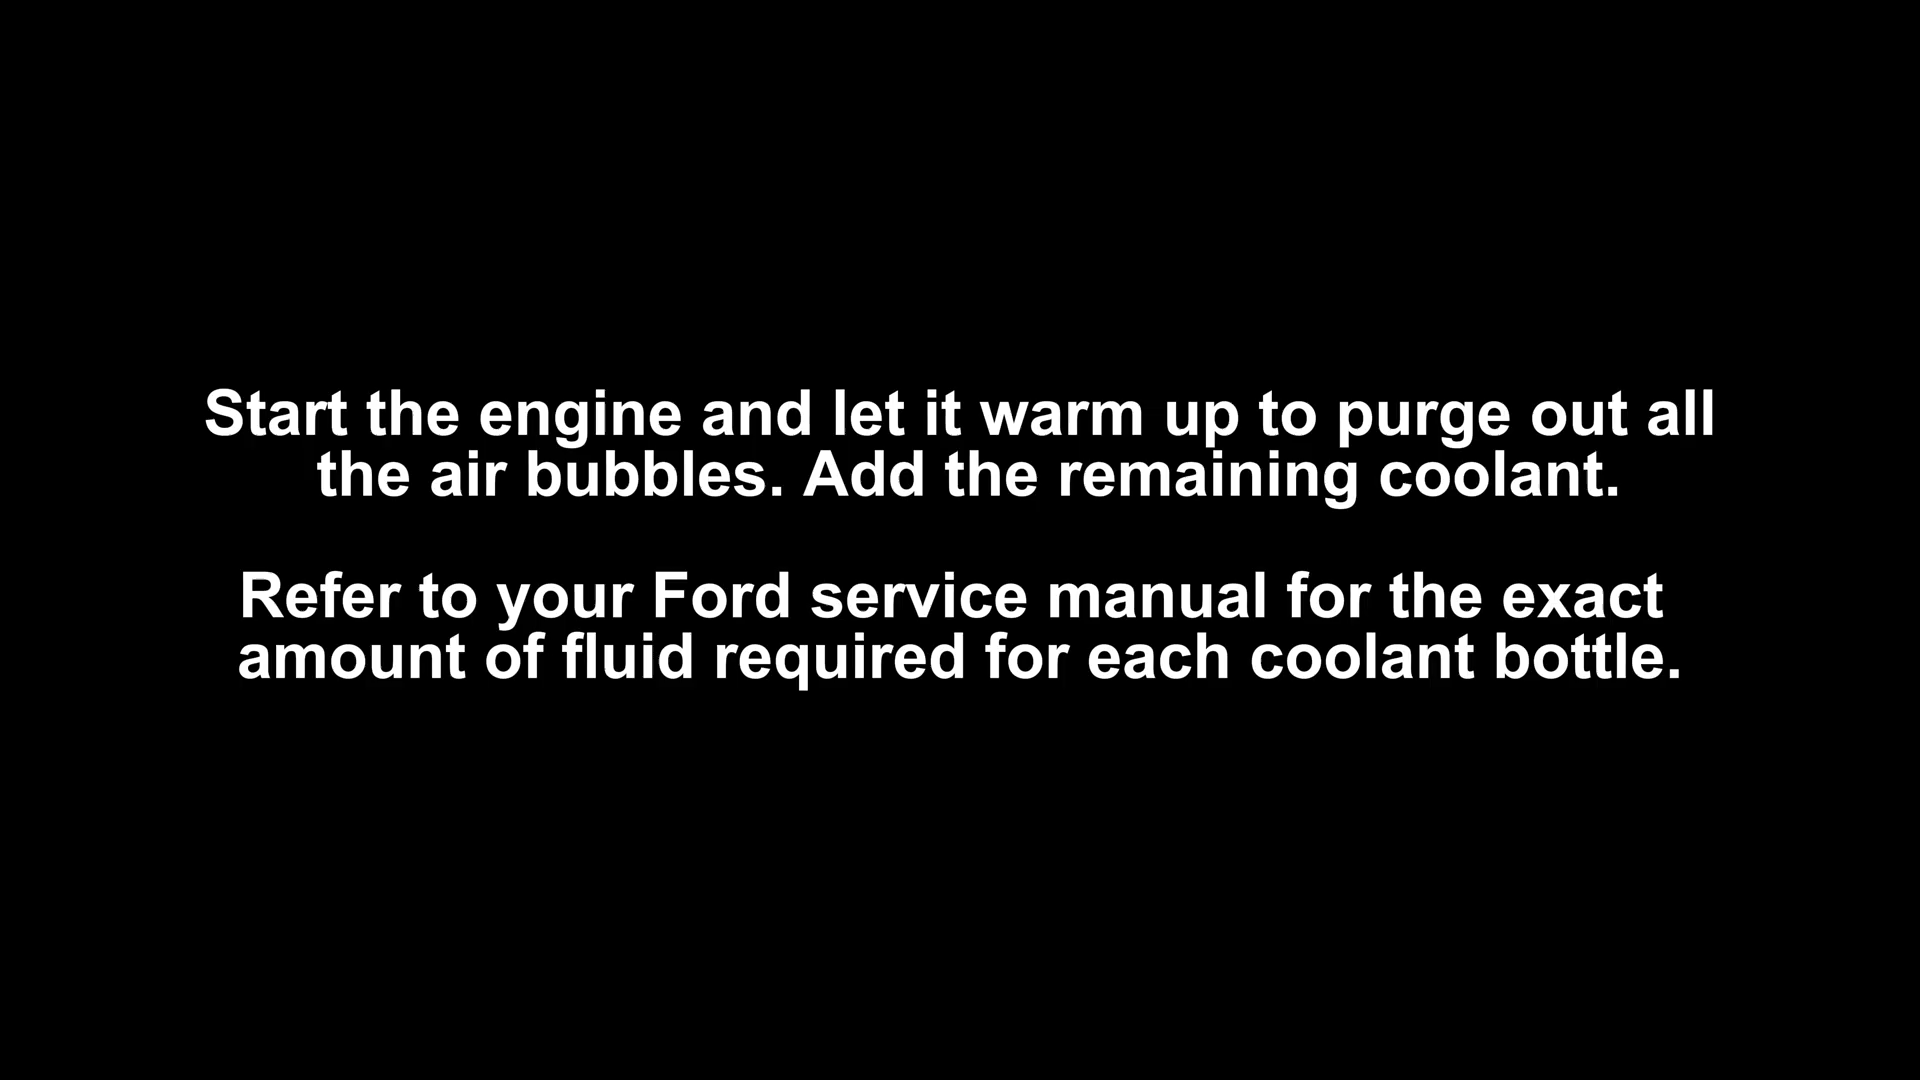 Start the engine and let it warm up to purge out all
the air bubbles. Add the remaining coolant.
Refer to your Ford service manual for the exact
amount of fluid required for each coolant bottle.